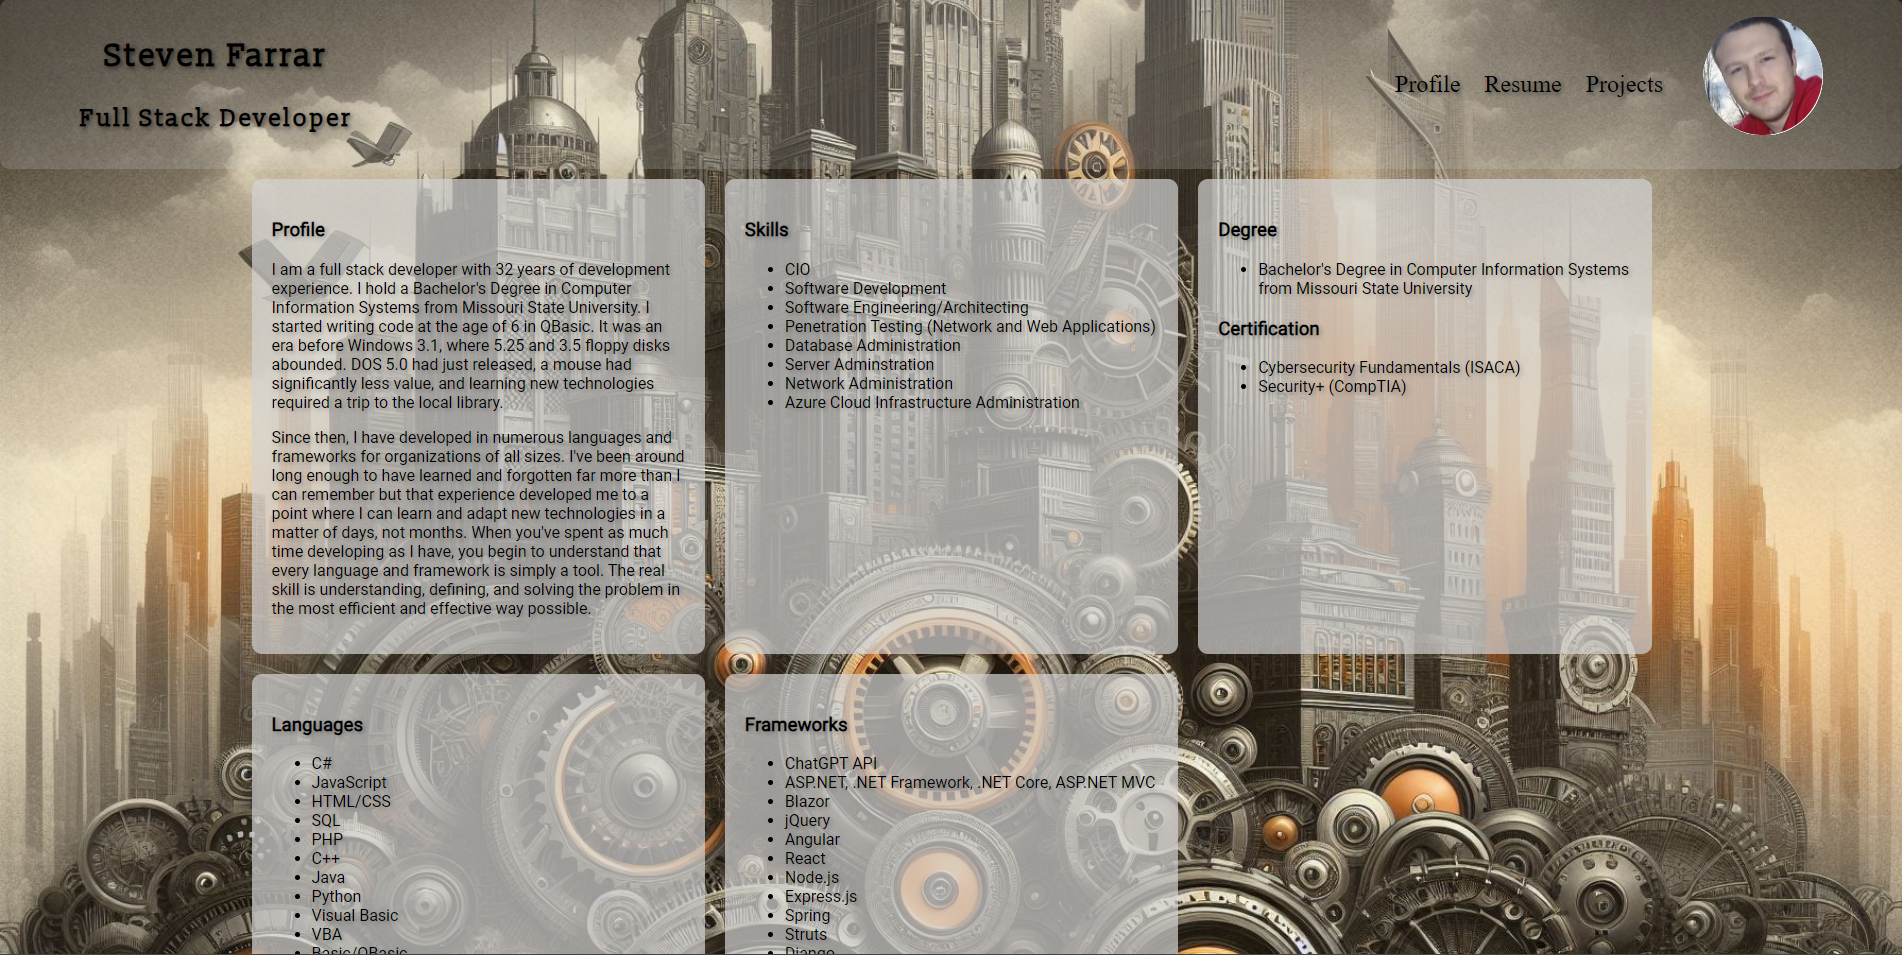 Steven Farrar
Full Stack Developer
Profile Resume Projects
Profile
I am a full stack developer with 32 years of development
experience. I hold a Bachelor's Degree in Computer
Information Systems from Missouri State University. I
started writing code at the age of 6 in QBasic. It was an
era before Windows 3.1, where 5.25 and 3.5 floppy disks
abounded. DOS 5.0 had just released, a mouse had
significantly less value, and learning new technologies
required a trip to the local library.
Since then, I have developed in numerous languages and
frameworks for organizations of all sizes. I've been around
long enough to have learned and forgotten far more than I
can remember but that experience developed me to a
point where I can learn and adapt new technologies in a
matter of days, not months. When you've spent as much
time developing as I have, you begin to understand that
every language and framework is simply a tool. The real
skill is understanding, defining, and solving the problem in
the most efficient and effective way possible.
Skills
• CIO
• Software Development
• Software Engineering/Architecting
• Penetration Testing (Network and Web Applications)
• Database Administration
• Server Adminstration
• Network Administration
• Azure Cloud Infrastructure Administration
Degree
• Bachelor's Degree in Computer Information Systems
from Missouri State University
Certification
• Cybersecurity Fundamentals (ISACA)
• Security+ (CompTIA)
Languages
• C#
• JavaScript
• HTML/CSS
• SQL
• PHP
• C++
• Java
• Python
• Visual Basic
• VBA
• Basic/QBasic
Frameworks
• ChatGPT API
• ASP.NET, .NET Framework, .NET Core, ASP.NET MVC
• Blazor
• jQuery
• Angular
• React
• Node.js
• Express.js
• Spring
• Struts
• Django